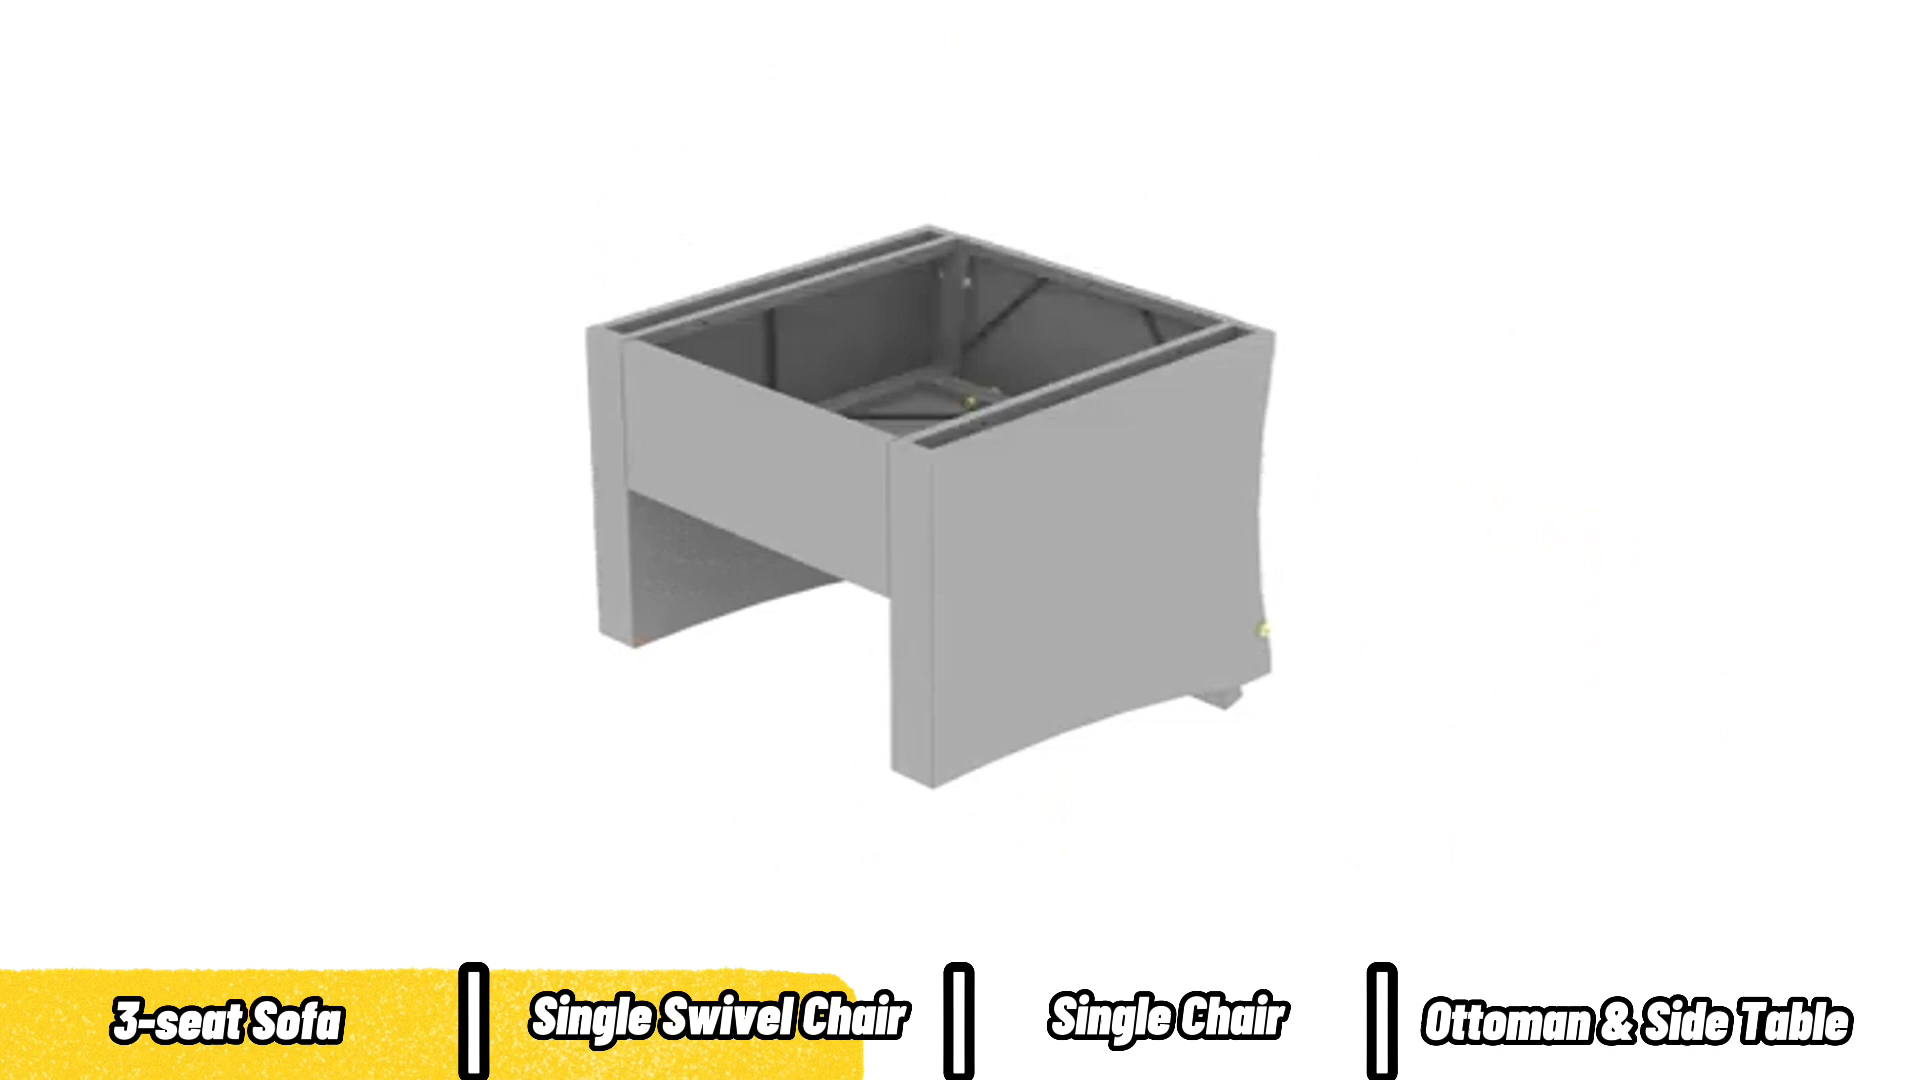 3-seat Sofa
Single Swivel Chair
Single Chair
Ottoman & Side Table